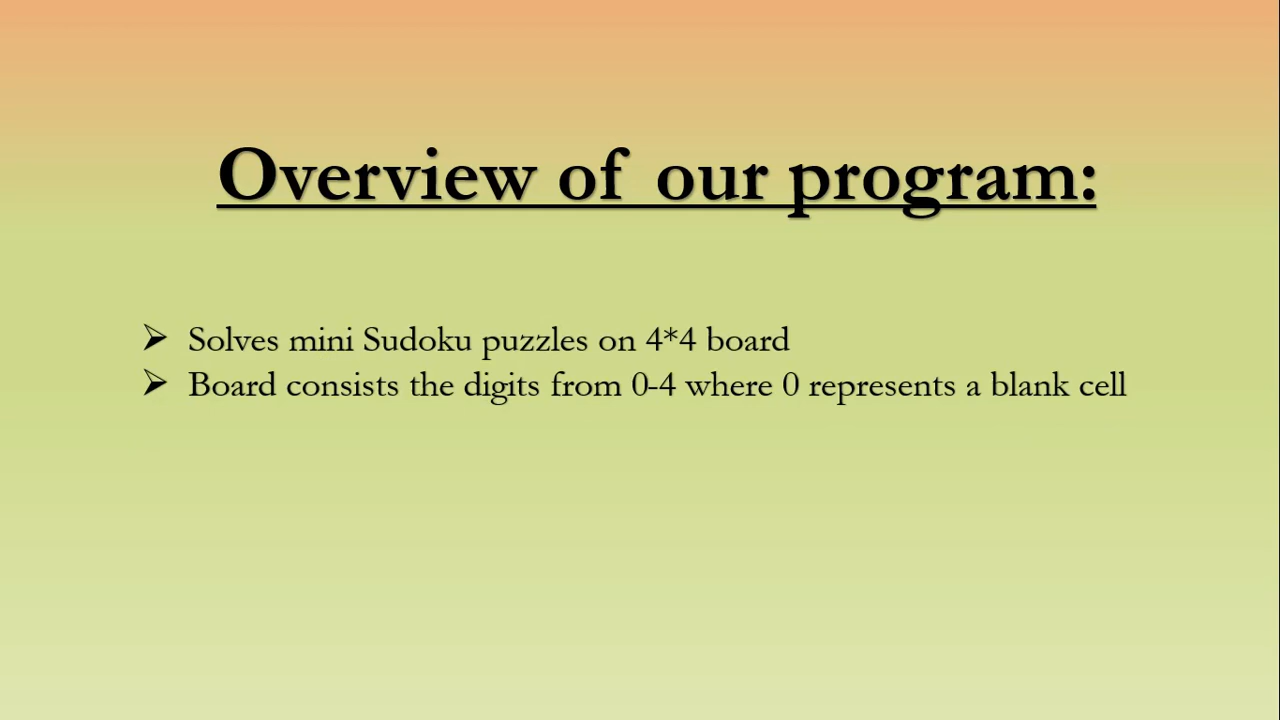 Overview of our program:
Solves mini Sudoku puzzles on 4*4 board
Board consists the digits from 0-4 where 0 represents a blank cell